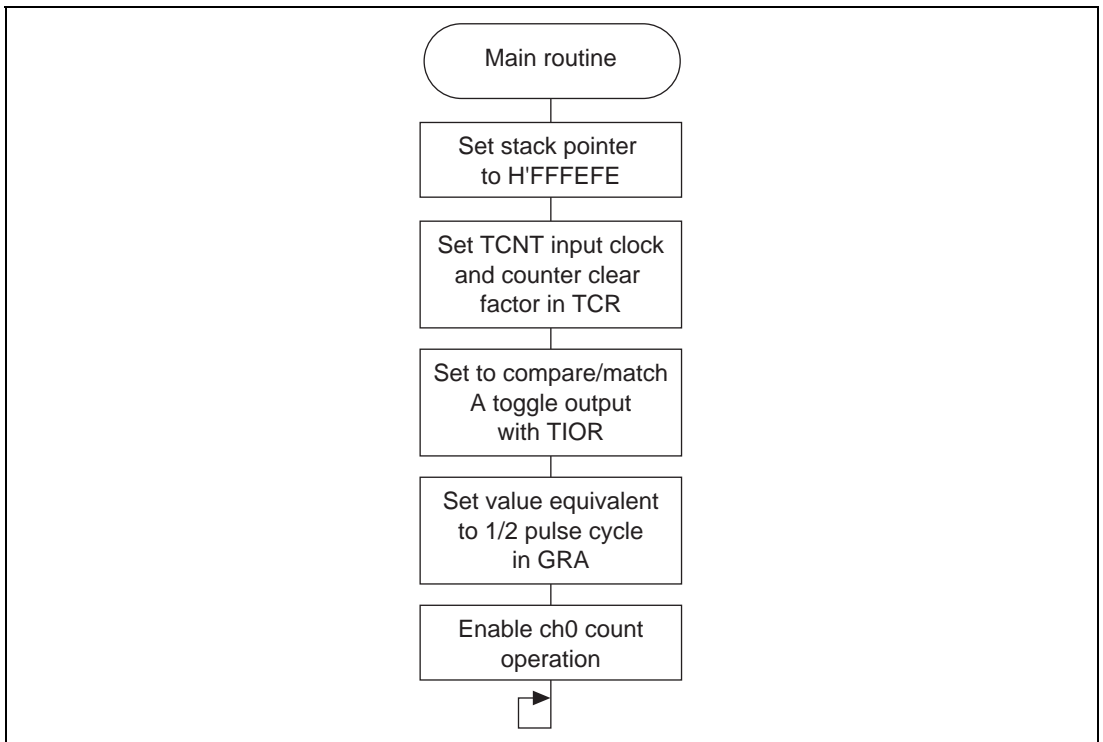 Main routine
Set stack pointer
to H'FFFEFE
Set TCNT input clock
and counter clear
factor in TCR
Set to compare/match
A toggle output
with TIOR
Set value equivalent
to 1/2 pulse cycle
in GRA
Enable ch0 count
operation